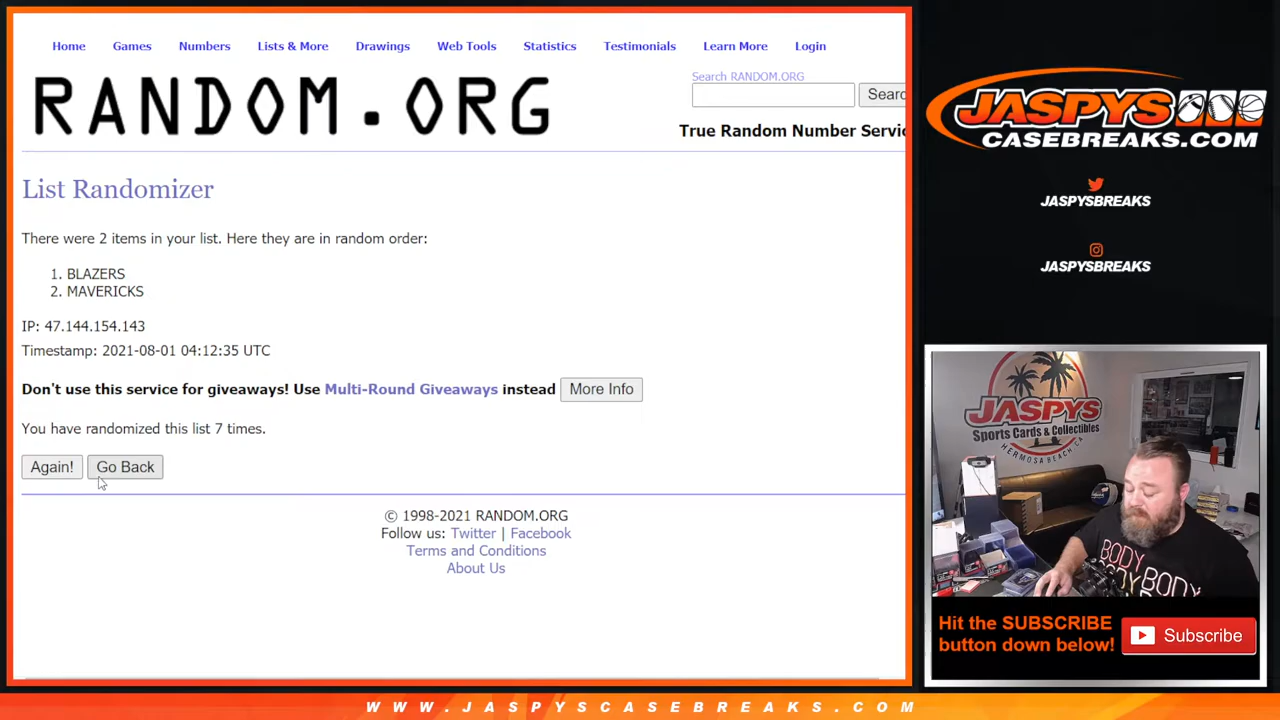 Home Games Numbers Lists & More Drawings Web Tools Statistics Testimonials Learn More Login
RANDOM.ORG
Search RANDOM.ORG
Searc
True Random Number Servic
List Randomizer
There were 2 items in your list. Here they are in random order:
1. BLAZERS
2. MAVERICKS
IP: 47.144.154.143
Timestamp: 2021-08-01 04:12:35 UTC
Don't use this service for giveaways! Use Multi-Round Giveaways instead More Info
You have randomized this list 7 times.
Again! Go Back
© 1998-2021 RANDOM.ORG
Follow us: Twitter | Facebook
Terms and Conditions
About Us
JASPYS
CASEBREAKS.COM
JASPYSBREAKS
JASPYSBREAKS
JASPYS
Sports Cards & Collectibles
HERMOSA BEACH, CA
BODY
BODY
Hit the SUBSCRIBE
button down below!
Subscribe
WWW.JASPYSCASEBREAKS.COM